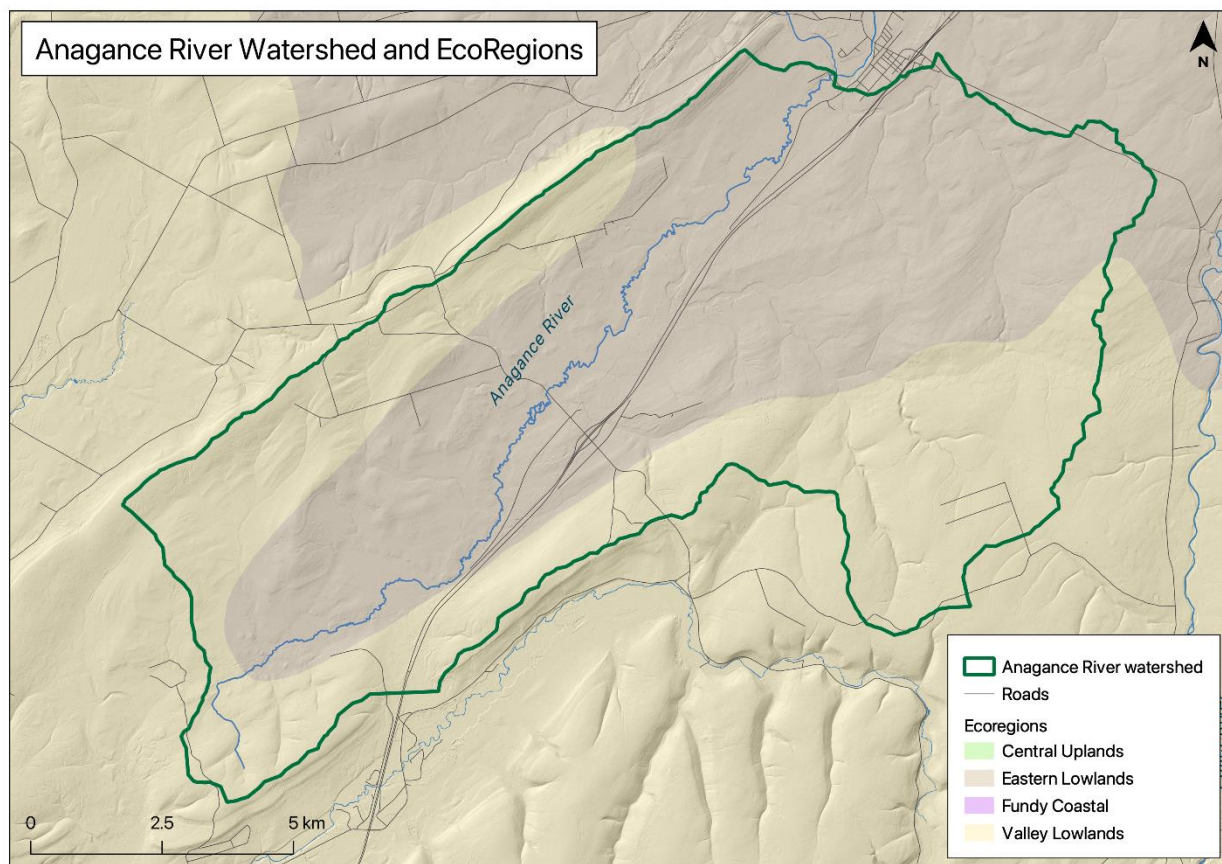 Anagance River Watershed and EcoRegions
N
Anagance River
Anagance River watershed
Roads
Ecoregions
Central Uplands
Eastern Lowlands
Fundy Coastal
Valley Lowlands
0 2.5 5 km